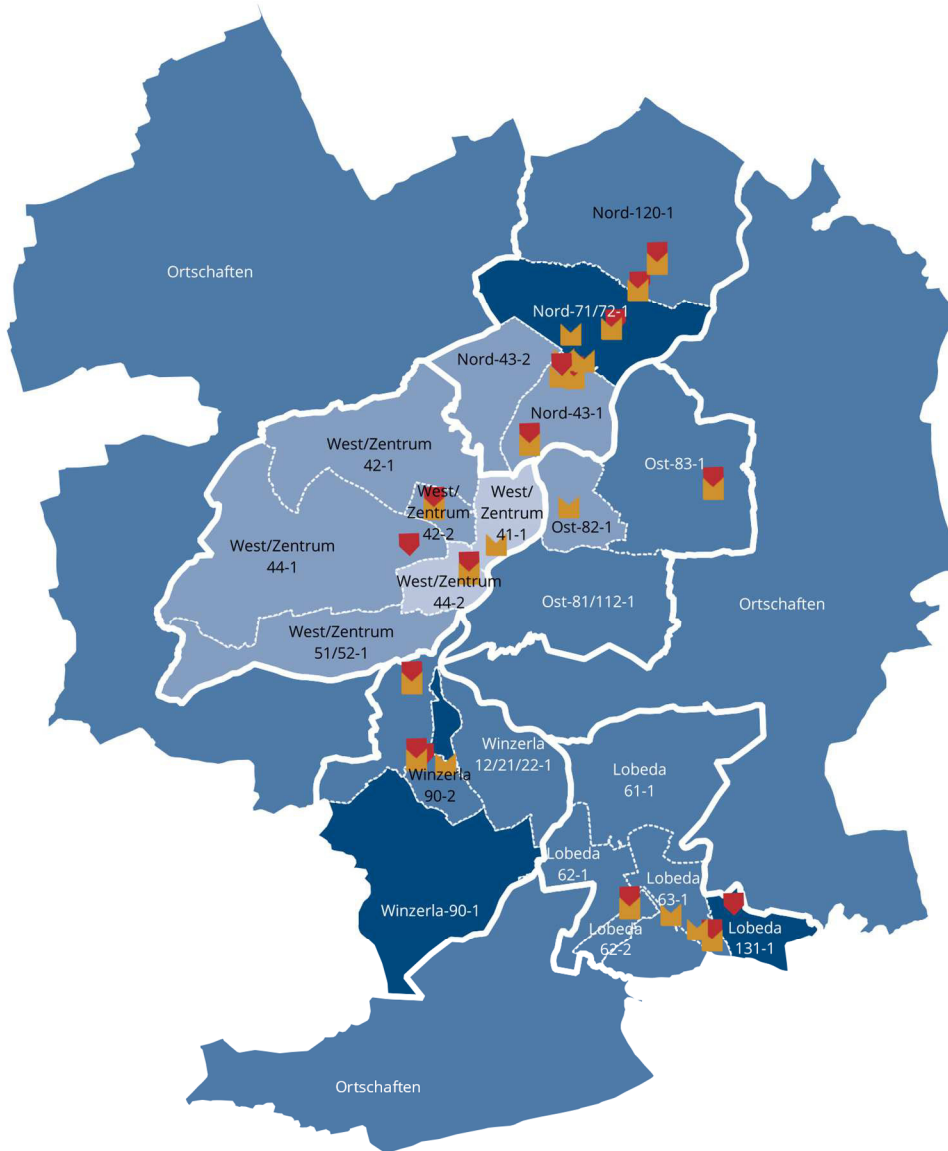 Nord-120-1
Ortschaften
Nord-71/72-1
Nord-43-2
Nord-43-1
West/Zentrum
42-1
Ost-83-1
West/
Zentrum
42-2
West/
Zentrum
41-1
Ost-82-1
West/Zentrum
44-1
West/Zentrum
44-2
Ost-81/112-1
Ortschaften
West/Zentrum
51/52-1
Winzerla
12/21/22-1
Winzerla
90-2
Lobeda
61-1
Lobeda
62-1
Lobeda
63-1
Winzerla-90-1
Lobeda
62-2
Lobeda
131-1
Ortschaften